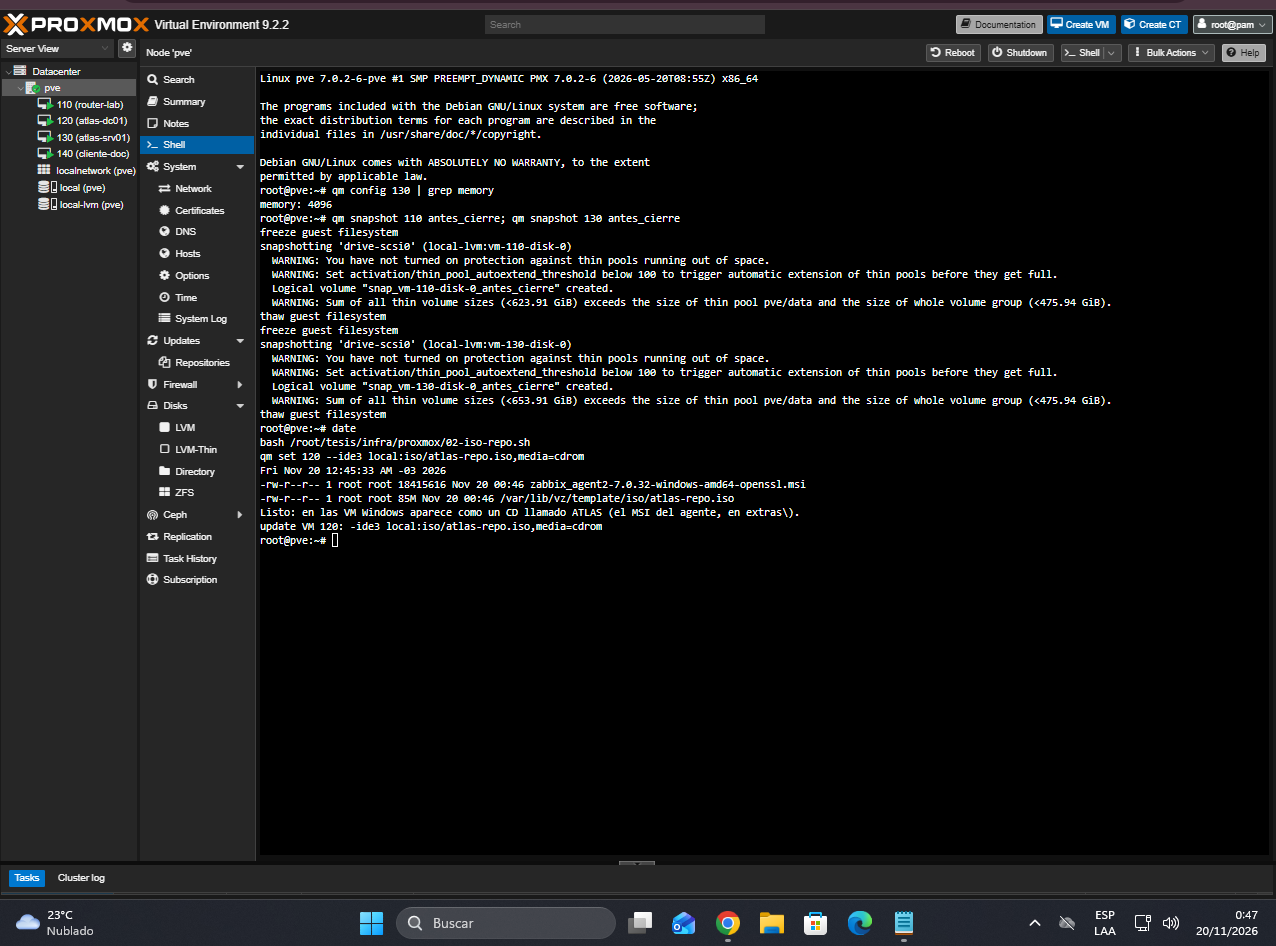 PROXMOX Virtual Environment 9.2.2
Search
Documentation
Create VM
Create CT
root@pam
Server View
Node 'pve'
Reboot
Shutdown
>_ Shell
Bulk Actions
Help
Datacenter
pve
110 (router-lab)
120 (atlas-dc01)
130 (atlas-srv01)
140 (cliente-doc)
localnetwork (pve)
local (pve)
local-lvm (pve)
Search
Summary
Notes
>_ Shell
System
Network
Certificates
DNS
Hosts
Options
Time
System Log
Updates
Repositories
Firewall
Disks
LVM
LVM-Thin
Directory
ZFS
Ceph
Replication
Task History
Subscription
Linux pve 7.0.2-6-pve #1 SMP PREEMPT_DYNAMIC PMX 7.0.2-6 (2026-05-20T08:55Z) x86_64
The programs included with the Debian GNU/Linux system are free software;
the exact distribution terms for each program are described in the
individual files in /usr/share/doc/*/copyright.
Debian GNU/Linux comes with ABSOLUTELY NO WARRANTY, to the extent
permitted by applicable law.
root@pve:~# qm config 130 | grep memory
memory: 4096
root@pve:~# qm snapshot 110 antes_cierre; qm snapshot 130 antes_cierre
freeze guest filesystem
snapshotting 'drive-scsi0' (local-lvm:vm-110-disk-0)
WARNING: You have not turned on protection against thin pools running out of space.
WARNING: Set activation/thin_pool_autoextend_threshold below 100 to trigger automatic extension of thin pools before they get full.
Logical volume "snap_vm-110-disk-0_antes_cierre" created.
WARNING: Sum of all thin volume sizes (<623.91 GiB) exceeds the size of thin pool pve/data and the size of whole volume group (<475.94 GiB).
thaw guest filesystem
freeze guest filesystem
snapshotting 'drive-scsi0' (local-lvm:vm-130-disk-0)
WARNING: You have not turned on protection against thin pools running out of space.
WARNING: Set activation/thin_pool_autoextend_threshold below 100 to trigger automatic extension of thin pools before they get full.
Logical volume "snap_vm-130-disk-0_antes_cierre" created.
WARNING: Sum of all thin volume sizes (<653.91 GiB) exceeds the size of thin pool pve/data and the size of whole volume group (<475.94 GiB).
thaw guest filesystem
root@pve:~# date
bash /root/tesis/infra/proxmox/02-iso-repo.sh
qm set 120 --ide3 local:iso/atlas-repo.iso,media=cdrom
Fri Nov 20 12:45:33 AM -03 2026
-rw-r--r-- 1 root root 18415616 Nov 20 00:46 zabbix_agent2-7.0.32-windows-amd64-openssl.msi
-rw-r--r-- 1 root root 85M Nov 20 00:46 /var/lib/vz/template/iso/atlas-repo.iso
Listo: en las VM Windows aparece como un CD llamado ATLAS (el MSI del agente, en extras\).
update VM 120: -ide3 local:iso/atlas-repo.iso,media=cdrom
root@pve:~#
Tasks
Cluster log
23°C
Nublado
Buscar
ESP
LAA
0:47
20/11/2026